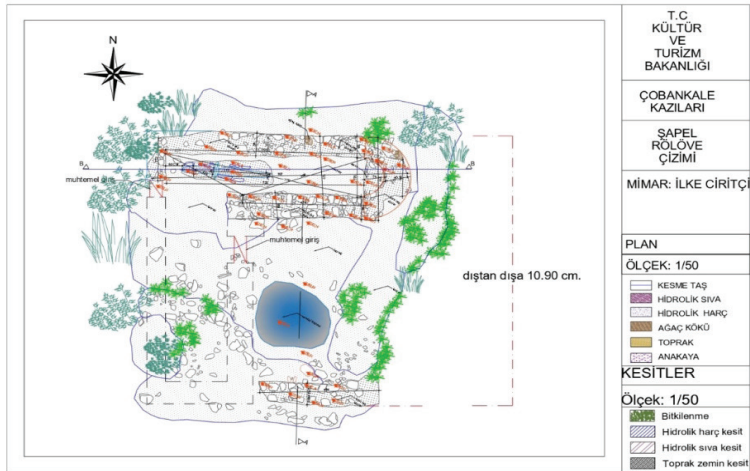 N
A
B
B
muhtemel giriş
muhtemel giriş
dıştan dışa 10.90 cm.
A
T.C
KÜLTÜR
VE
TURİZM
BAKANLIĞI
ÇOBANKALE
KAZILARI
ŞAPEL
RÖLÖVE
ÇİZİMİ
MİMAR: İLKE CİRİTÇİ
PLAN
ÖLÇEK: 1/50
KESME TAŞ
HİDROLİK SIVA
HİDROLİK HARÇ
AĞAÇ KÖKÜ
TOPRAK
ANAKAYA
KESİTLER
Ölçek: 1/50
Bitkilenme
Hidrolik harç kesit
Hidrolik sıva kesit
Toprak zemin kesit